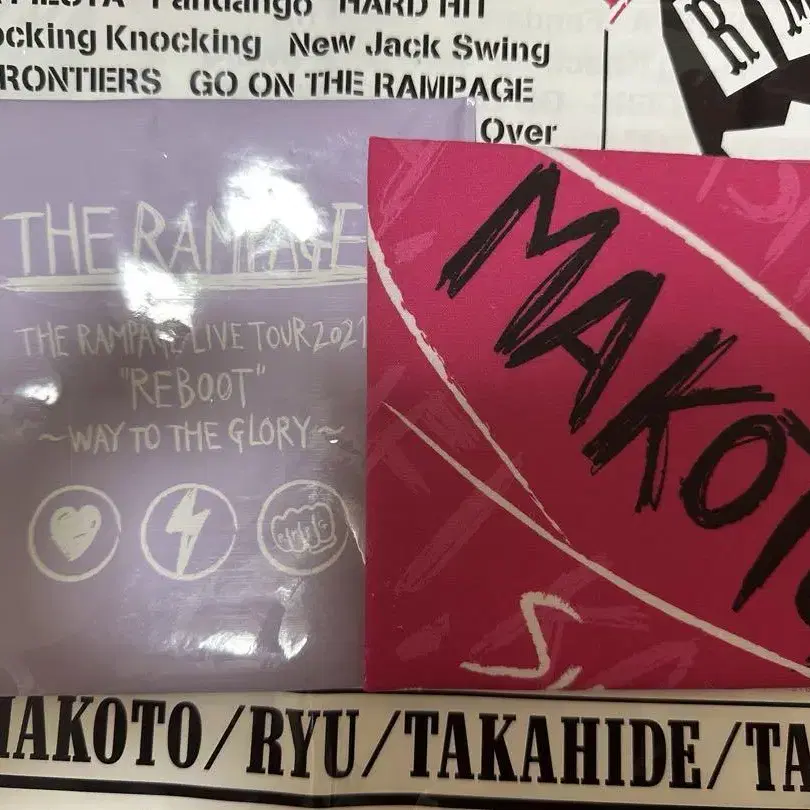 Fandango HARD HIT
ocking Knocking New Jack Swing
RONTIERS GO ON THE RAMPAGE
Over
THE RAMPAGE
THE RAMPAGE LIVE TOUR 2021
"REBOOT"
~WAY TO THE GLORY~
MAKOT
MAKOTO/RYU/TAKAHIDE/TA